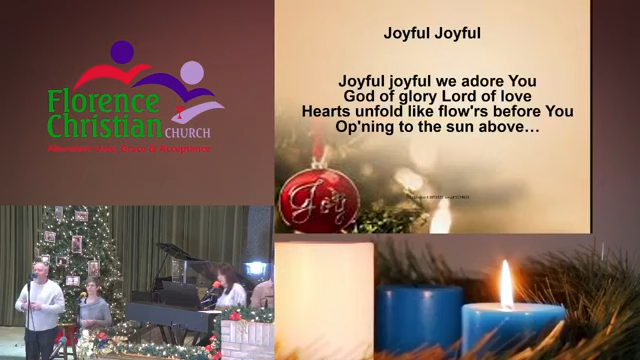 Florence
Christian CHURCH
Joyful Joyful
Joyful joyful we adore You
God of glory Lord of love
Hearts unfold like flow'rs before You
Op'ning to the sun above…
Joy